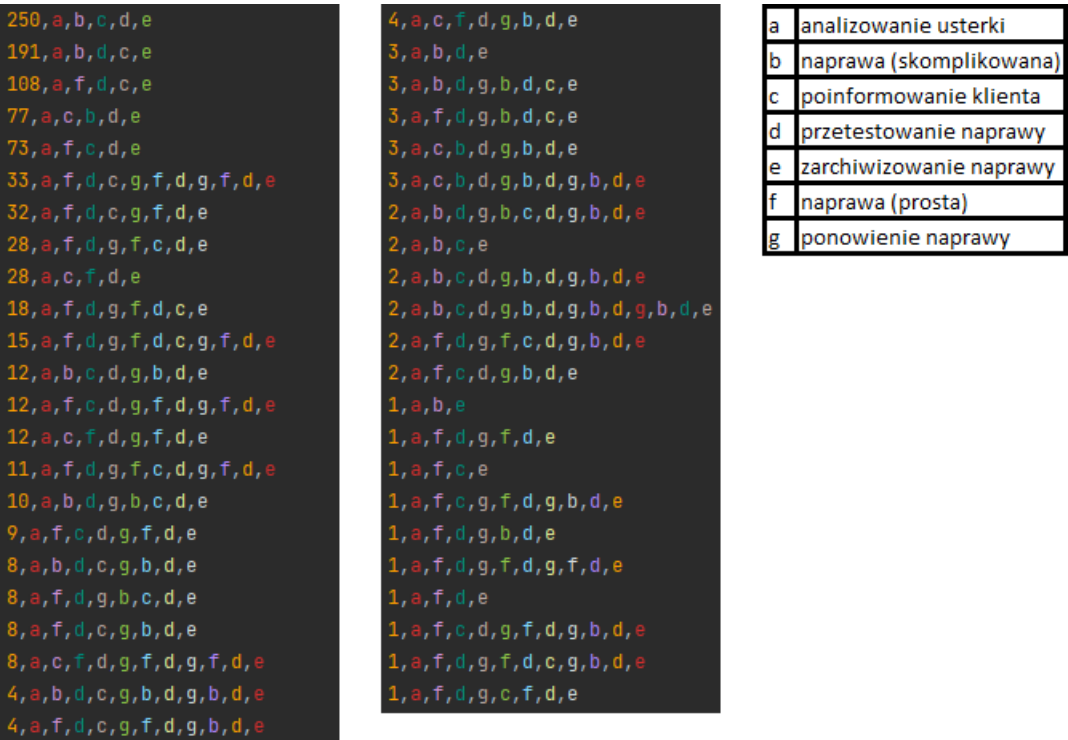 250,a,b,c,d,e
191,a,b,d,c,e
108,a,f,d,c,e
77,a,c,b,d,e
73,a,f,c,d,e
33,a,f,d,c,g,f,d,g,f,d,e
32,a,f,d,c,g,f,d,e
28,a,f,d,g,f,c,d,e
28,a,c,f,d,e
18,a,f,d,g,f,d,c,e
15,a,f,d,g,f,d,c,g,f,d,e
12,a,b,c,d,g,b,d,e
12,a,f,c,d,g,f,d,g,f,d,e
12,a,c,f,d,g,f,d,e
11,a,f,d,g,f,c,d,g,f,d,e
10,a,b,d,g,b,c,d,e
9,a,f,c,d,g,f,d,e
8,a,b,d,c,g,b,d,e
8,a,f,d,g,b,c,d,e
8,a,f,d,c,g,b,d,e
8,a,c,f,d,g,f,d,g,f,d,e
4,a,b,d,c,g,b,d,g,b,d,e
4,a,f,d,c,g,f,d,g,b,d,e
4,a,c,f,d,g,b,d,e
3,a,b,d,e
3,a,b,d,g,b,d,c,e
3,a,f,d,g,b,d,c,e
3,a,c,b,d,g,b,d,e
3,a,c,b,d,g,b,d,g,b,d,e
2,a,b,d,g,b,c,d,g,b,d,e
2,a,b,c,e
2,a,b,c,d,g,b,d,g,b,d,e
2,a,b,c,d,g,b,d,g,b,d,g,b,d,e
2,a,f,d,g,f,c,d,g,b,d,e
2,a,f,c,d,g,b,d,e
1,a,b,e
1,a,f,d,g,f,d,e
1,a,f,c,e
1,a,f,c,g,f,d,g,b,d,e
1,a,f,d,g,b,d,e
1,a,f,d,g,f,d,g,f,d,e
1,a,f,d,e
1,a,f,c,d,g,f,d,g,b,d,e
1,a,f,d,g,f,d,c,g,b,d,e
1,a,f,d,g,c,f,d,e
a analizowanie usterki
b naprawa (skomplikowana)
c poinformowanie klienta
d przetestowanie naprawy
e zarchiwizowanie naprawy
f naprawa (prosta)
g ponowienie naprawy